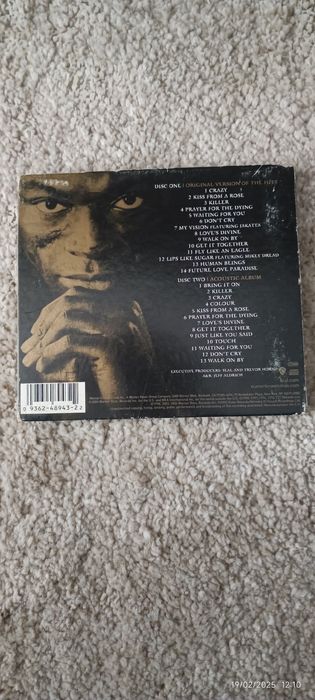 DISC ONE | ORIGINAL VERSION OF THE HITS
1 CRAZY
2 KISS FROM A ROSE
3 KILLER
4 PRAYER FOR THE DYING
5 WAITING FOR YOU
6 DON'T CRY
7 MY VISION FEATURING JAKATTA
8 LOVE'S DIVINE
9 WALK ON BY
10 GET IT TOGETHER
11 FLY LIKE AN EAGLE
12 LIPS LIKE SUGAR FEATURING MIKEY DREAD
13 HUMAN BEINGS
14 FUTURE LOVE PARADISE
DISC TWO | ACOUSTIC ALBUM
1 BRING IT ON
2 KILLER
3 CRAZY
4 COLOUR
5 KISS FROM A ROSE
6 PRAYER FOR THE DYING
7 LOVE'S DIVINE
8 GET IT TOGETHER
9 JUST LIKE YOU SAID
10 TOUCH
11 WAITING FOR YOU
12 DON'T CRY
13 WALK ON BY
EXECUTIVE PRODUCERS: SEAL AND TREVOR HORN
A&R: JEFF ALDRICH
0 9362-48943-2 2
19/02/2025 12:10